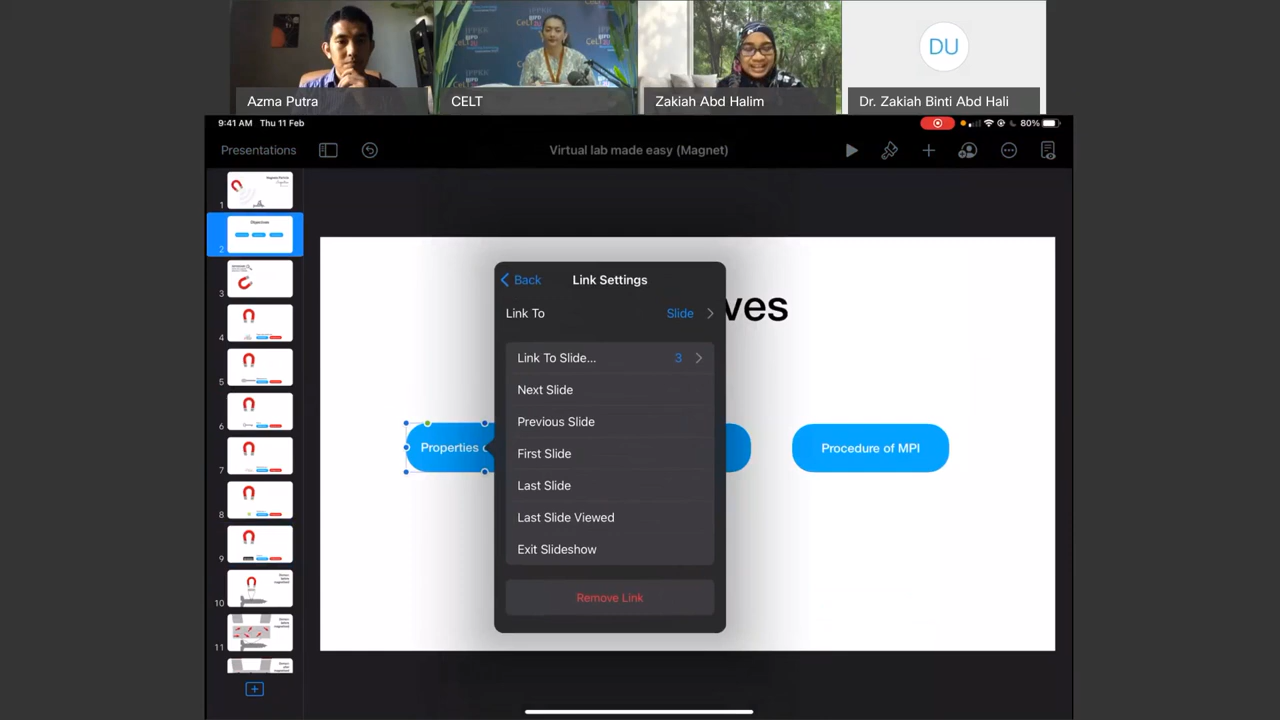 IPPKK
CeLT
CeLT
Azma Putra
CELT
Zakiah Abd Halim
DU
Dr. Zakiah Binti Abd Hali
9:41 AM Thu 11 Feb
80%
Presentations
Virtual lab made easy (Magnet)
1
Objectives
2
3
4
5
6
7
8
9
10
11
Back
Link Settings
Link To
Slide
ves
Link To Slide...
3
Next Slide
Previous Slide
First Slide
Last Slide
Last Slide Viewed
Exit Slideshow
Remove Link
Properties
Procedure of MPI